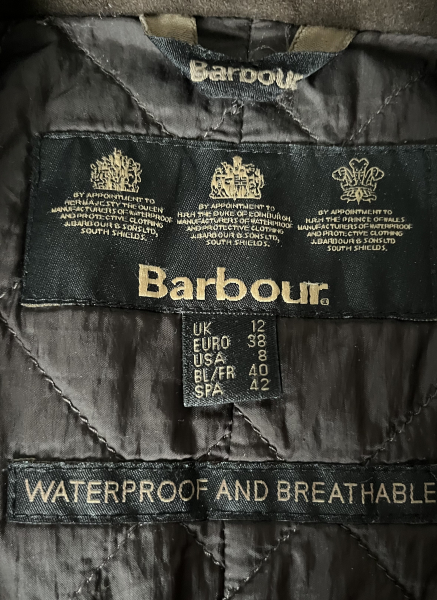 Barbour
BY APPOINTMENT TO
HER MAJESTY THE QUEEN
MANUFACTURERS OF WATERPROOF
AND PROTECTIVE CLOTHING
J.BARBOUR & SONS LTD,
SOUTH SHIELDS.
BY APPOINTMENT TO
H.R.H THE DUKE OF EDINBURGH,
MANUFACTURERS OF WATERPROOF
AND PROTECTIVE CLOTHING
J.BARBOUR & SONS LTD,
SOUTH SHIELDS.
BY APPOINTMENT TO
H.R.H THE PRINCE OF WALES
MANUFACTURERS OF WATERPROOF
AND PROTECTIVE CLOTHING
J.BARBOUR & SONS LTD,
SOUTH SHIELDS.
Barbour
UK 12
EURO 38
USA 8
BL/FR 40
SPA 42
WATERPROOF AND BREATHABLE